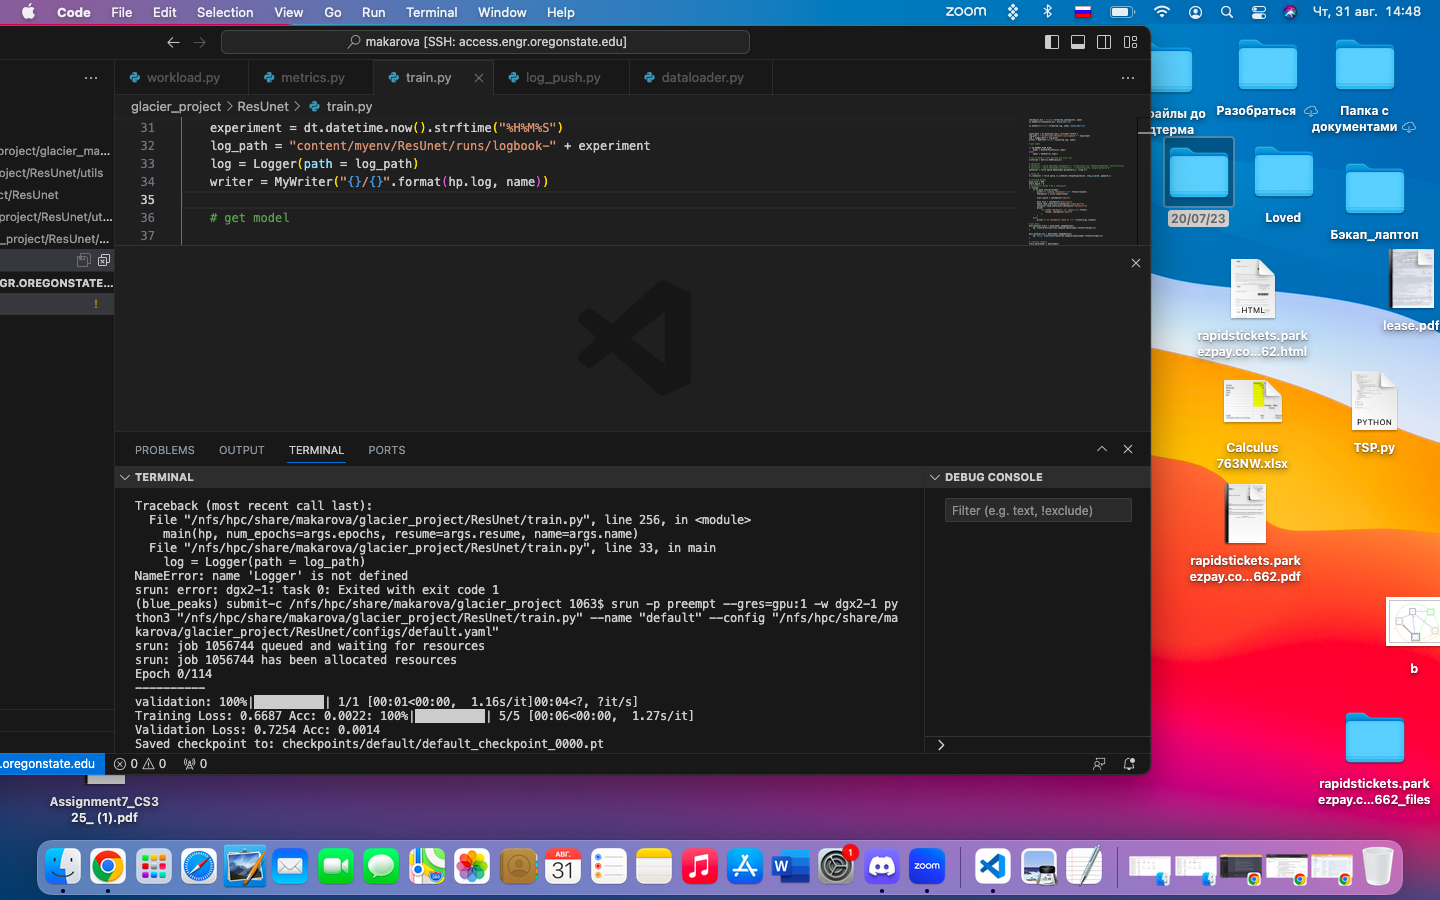 Code File Edit Selection View Go Run Terminal Window Help
zoom
Чт, 31 авг. 14:48
makarova [SSH: access.engr.oregonstate.edu]
workload.py
metrics.py
train.py
log_push.py
dataloader.py
glacier_project > ResUnet > train.py
31 experiment = dt.datetime.now().strftime("%H%M%S")
32 log_path = "content/myenv/ResUnet/runs/logbook-" + experiment
33 log = Logger(path = log_path)
34 writer = MyWriter("{}/{}".format(hp.log, name))
35
36 # get model
37
project/glacier_ma...
oject/ResUnet/utils
ct/ResUnet
project/ResUnet/ut...
_project/ResUnet/...
GR.OREGONSTATE...
!
PROBLEMS OUTPUT TERMINAL PORTS
TERMINAL
Traceback (most recent call last):
File "/nfs/hpc/share/makarova/glacier_project/ResUnet/train.py", line 256, in <module>
main(hp, num_epochs=args.epochs, resume=args.resume, name=args.name)
File "/nfs/hpc/share/makarova/glacier_project/ResUnet/train.py", line 33, in main
log = Logger(path = log_path)
NameError: name 'Logger' is not defined
srun: error: dgx2-1: task 0: Exited with exit code 1
(blue_peaks) submit-c /nfs/hpc/share/makarova/glacier_project 1063$ srun -p preempt --gres=gpu:1 -w dgx2-1 py
thon3 "/nfs/hpc/share/makarova/glacier_project/ResUnet/train.py" --name "default" --config "/nfs/hpc/share/ma
karova/glacier_project/ResUnet/configs/default.yaml"
srun: job 1056744 queued and waiting for resources
srun: job 1056744 has been allocated resources
Epoch 0/114
----------
validation: 100%|██████████| 1/1 [00:01<00:00, 1.16s/it]00:04<?, ?it/s]
Training Loss: 0.6687 Acc: 0.0022: 100%|██████████| 5/5 [00:06<00:00, 1.27s/it]
Validation Loss: 0.7254 Acc: 0.0014
Saved checkpoint to: checkpoints/default/default_checkpoint_0000.pt
DEBUG CONSOLE
Filter (e.g. text, !exclude)
.oregonstate.edu
0 0 0
Разобраться
Папка с
документами
20/07/23
Loved
Бэкап_лаптоп
HTML
rapidstickets.park
ezpay.co...62.html
lease.pdf
Calculus
763NW.xlsx
PYTHON
TSP.py
rapidstickets.park
ezpay.co...662.pdf
b
rapidstickets.park
ezpay.c...662_files
Assignment7_CS3
25_ (1).pdf
АВГ.
31
W
1
zoom